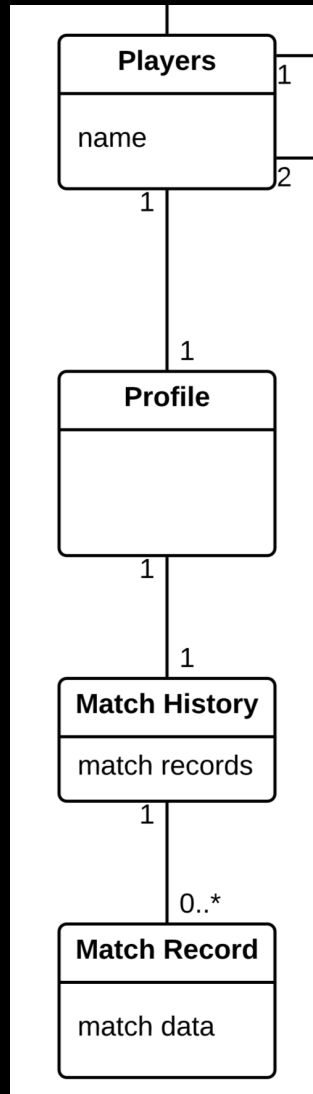 Players
1
name
2
1
1
Profile
1
1
Match History
match records
1
0..*
Match Record
match data